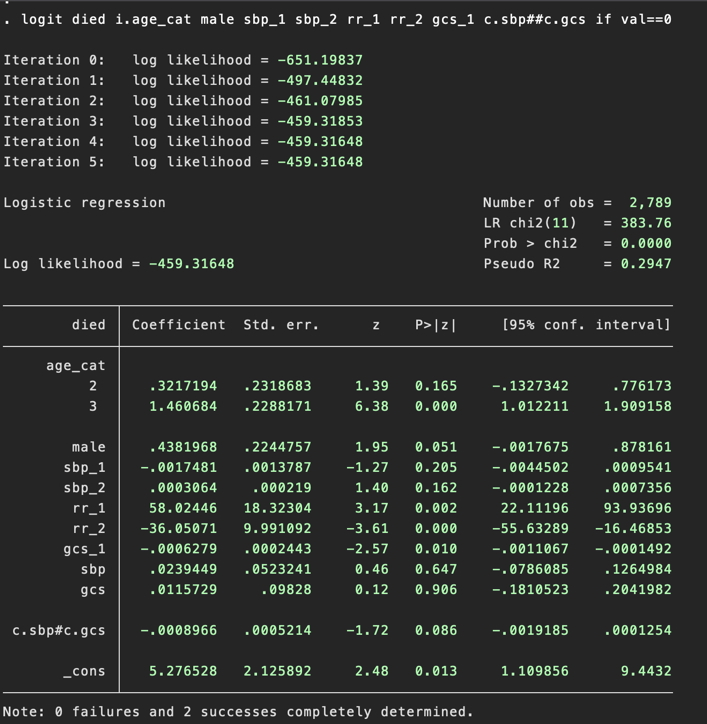 . logit died i.age_cat male sbp_1 sbp_2 rr_1 rr_2 gcs_1 c.sbp##c.gcs if val==0
Iteration 0: log likelihood = -651.19837
Iteration 1: log likelihood = -497.44832
Iteration 2: log likelihood = -461.07985
Iteration 3: log likelihood = -459.31853
Iteration 4: log likelihood = -459.31648
Iteration 5: log likelihood = -459.31648
Logistic regression Number of obs = 2,789
LR chi2(11) = 383.76
Prob > chi2 = 0.0000
Log likelihood = -459.31648 Pseudo R2 = 0.2947
died Coefficient Std. err. z P>|z| [95% conf. interval]
age_cat
2 .3217194 .2318683 1.39 0.165 -.1327342 .776173
3 1.460684 .2288171 6.38 0.000 1.012211 1.909158
male .4381968 .2244757 1.95 0.051 -.0017675 .878161
sbp_1 -.0017481 .0013787 -1.27 0.205 -.0044502 .0009541
sbp_2 .0003064 .000219 1.40 0.162 -.0001228 .0007356
rr_1 58.02446 18.32304 3.17 0.002 22.11196 93.93696
rr_2 -36.05071 9.991092 -3.61 0.000 -55.63289 -16.46853
gcs_1 -.0006279 .0002443 -2.57 0.010 -.0011067 -.0001492
sbp .0239449 .0523241 0.46 0.647 -.0786085 .1264984
gcs .0115729 .09828 0.12 0.906 -.1810523 .2041982
c.sbp#c.gcs -.0008966 .0005214 -1.72 0.086 -.0019185 .0001254
_cons 5.276528 2.125892 2.48 0.013 1.109856 9.4432
Note: 0 failures and 2 successes completely determined.